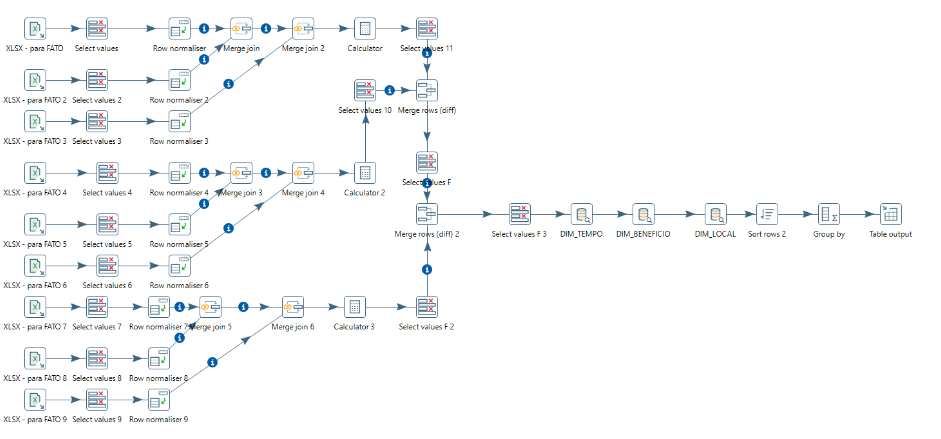 XLSX - para FATO Select values Row normaliser Merge join Merge join 2 Calculator Select values 11
XLSX - para FATO 2 Select values 2 Row normaliser 2 Select values 10 Merge rows (diff)
XLSX - para FATO 3 Select values 3 Row normaliser 3
XLSX - para FATO 4 Select values 4 Row normaliser 4 Merge join 3 Merge join 4 Calculator 2 Select values F
XLSX - para FATO 5 Select values 5 Row normaliser 5 Merge rows (diff) 2 Select values F 3 DIM_TEMPO DIM_BENEFICIO DIM_LOCAL Sort rows 2 Group by Table output
XLSX - para FATO 6 Select values 6 Row normaliser 6
XLSX - para FATO 7 Select values 7 Row normaliser 7 Merge join 5 Merge join 6 Calculator 3 Select values F 2
XLSX - para FATO 8 Select values 8 Row normaliser 8
XLSX - para FATO 9 Select values 9 Row normaliser 9